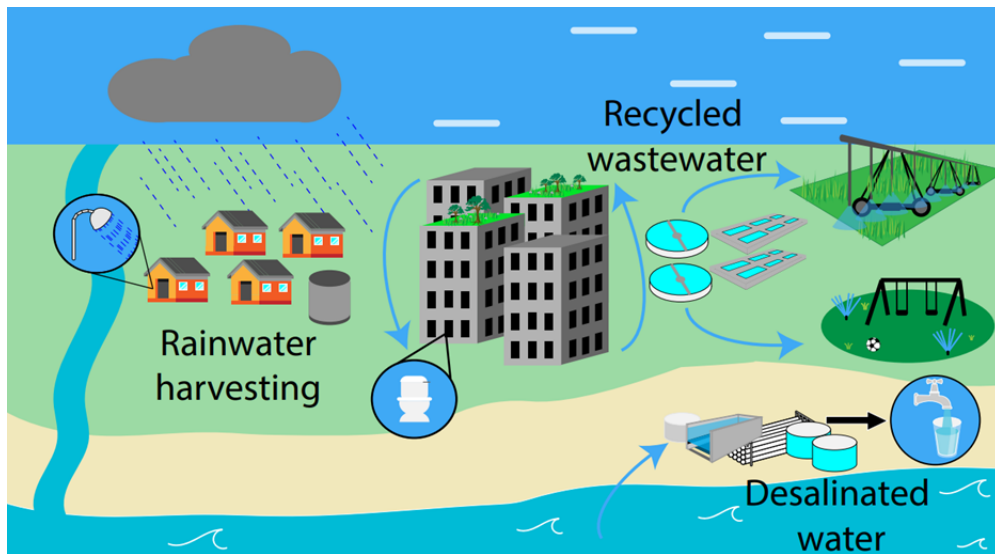 Recycled
wastewater
Rainwater
harvesting
Desalinated
water